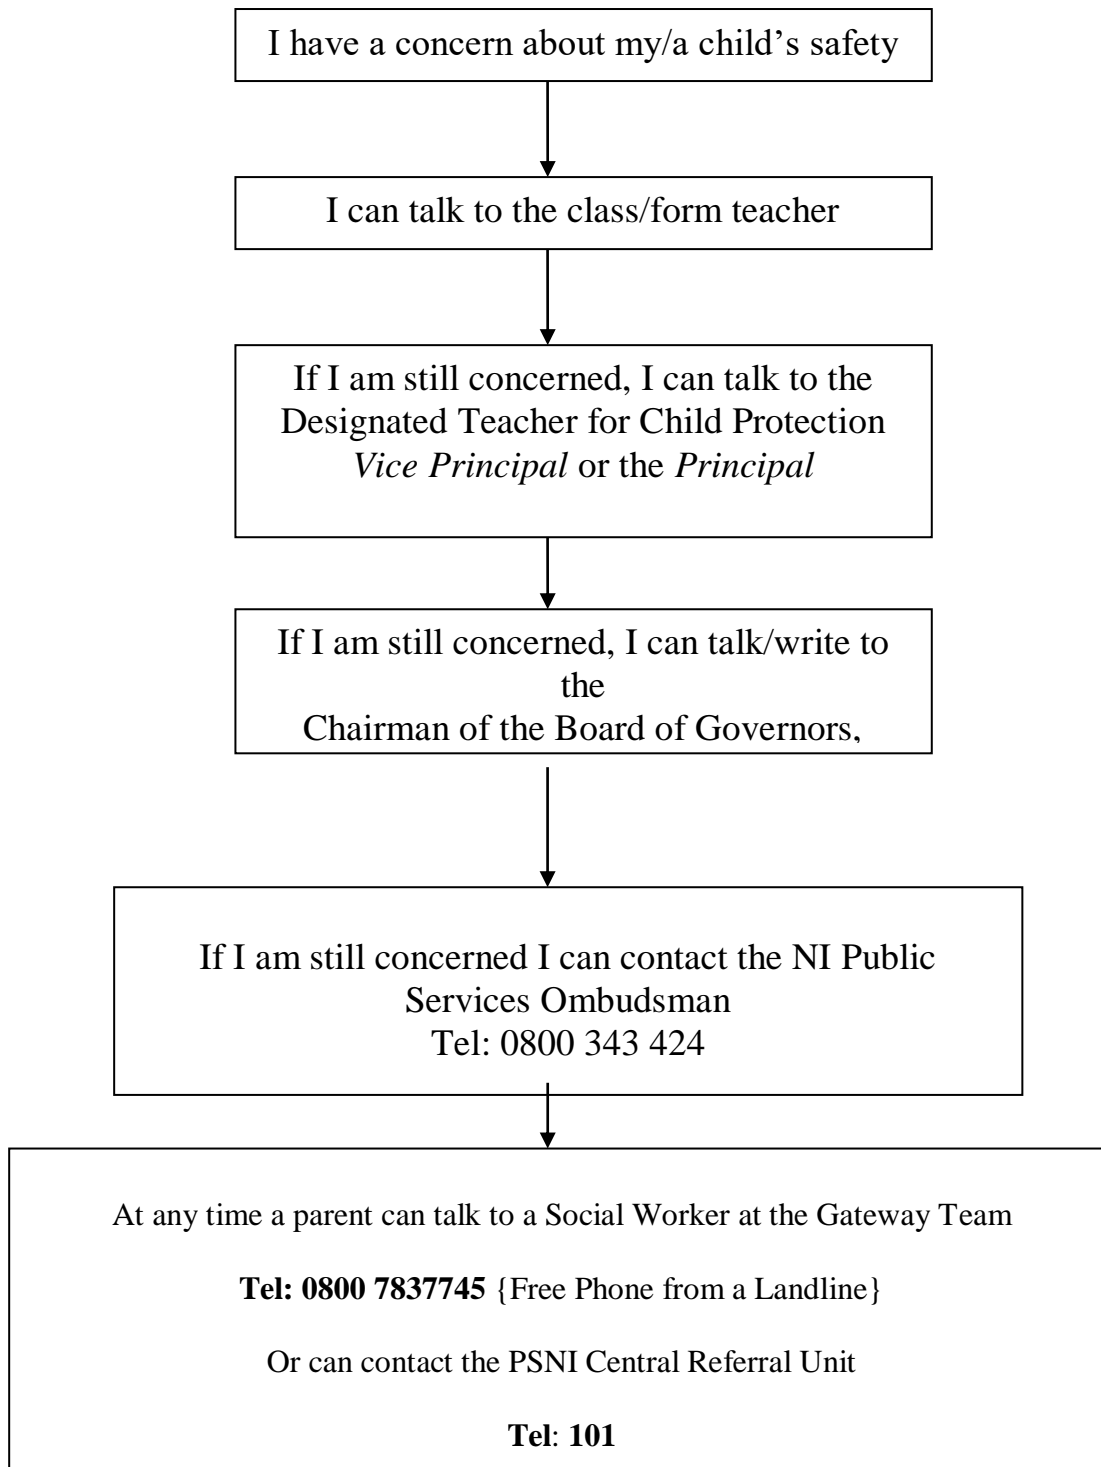 I have a concern about my/a child’s safety
I can talk to the class/form teacher
If I am still concerned, I can talk to the
Designated Teacher for Child Protection
Vice Principal or the Principal
If I am still concerned, I can talk/write to
the
Chairman of the Board of Governors,
If I am still concerned I can contact the NI Public
Services Ombudsman
Tel: 0800 343 424
At any time a parent can talk to a Social Worker at the Gateway Team
Tel: 0800 7837745 {Free Phone from a Landline}
Or can contact the PSNI Central Referral Unit
Tel: 101